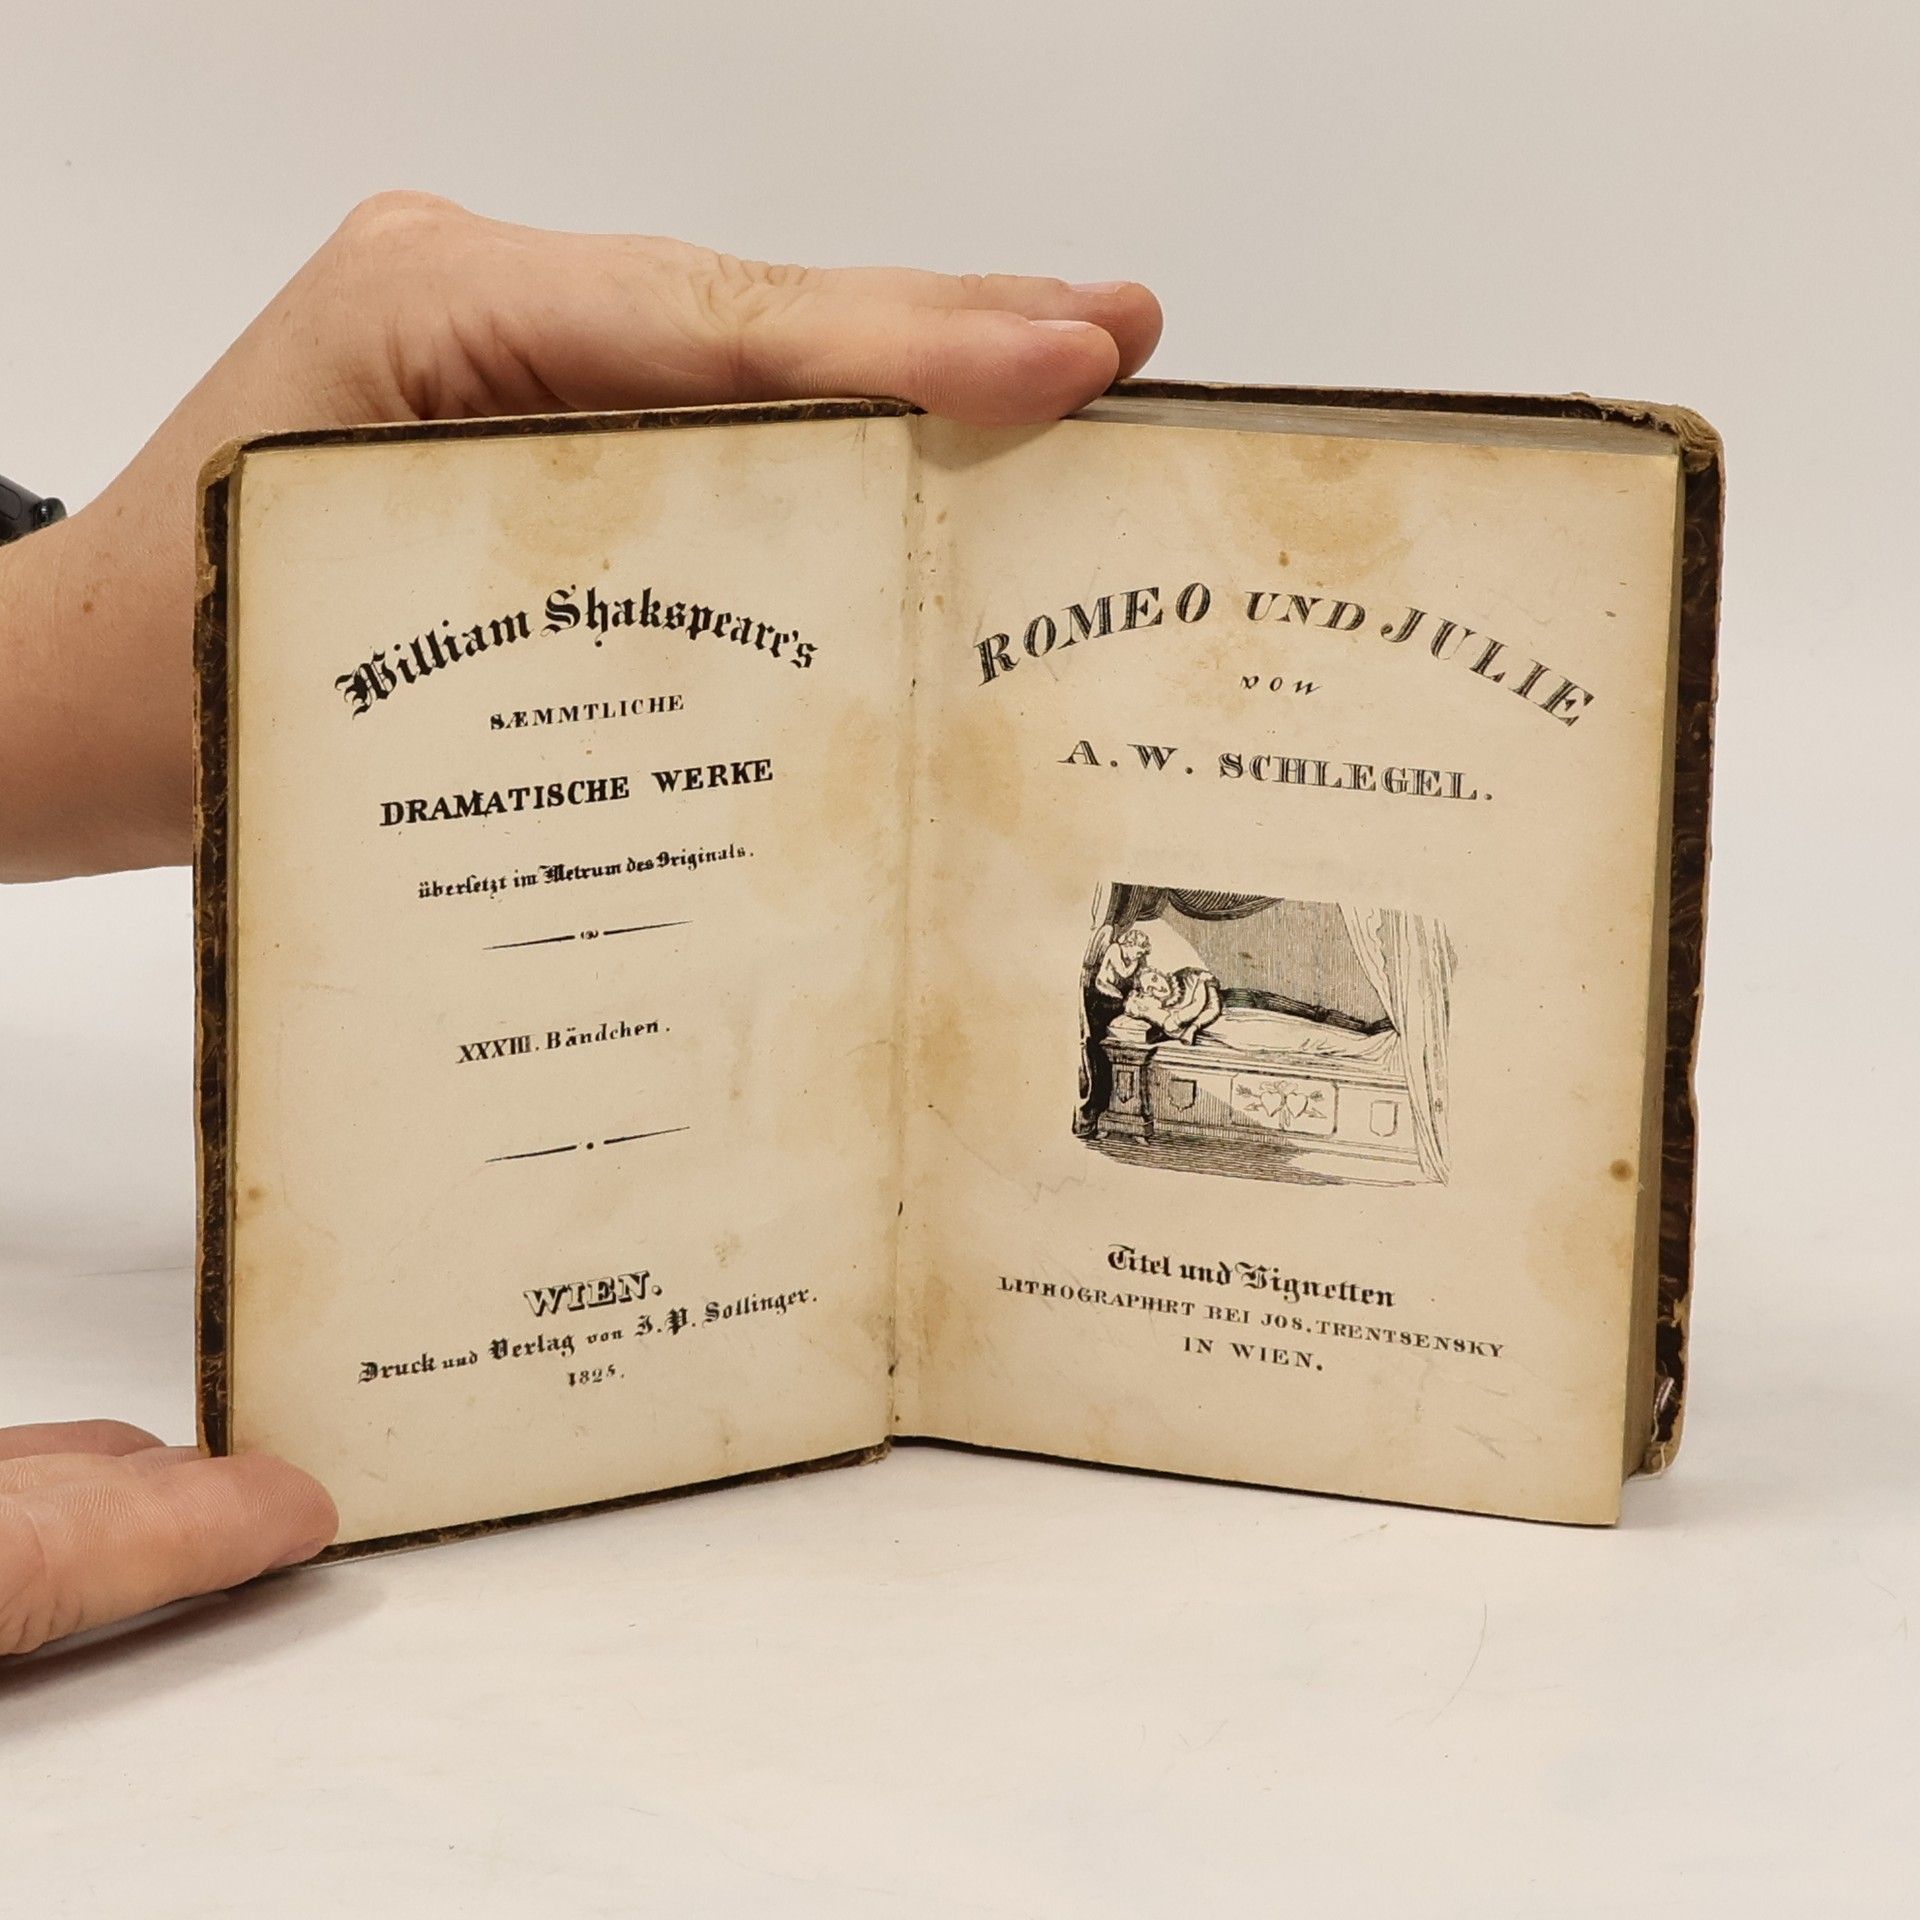 William Shakspeare's
SÆMMTLICHE
DRAMATISCHE WERKE
übersetzt im Metrum des Originals.
XXXIII. Bändchen.
WIEN.
Druck und Verlag von J. P. Sollinger.
1825.
ROMEO UND JULIE
von
A. W. SCHLEGEL.
Titel und Vignetten
LITHOGRAPHIRT BEI JOS. TRENTSENSKY
IN WIEN.